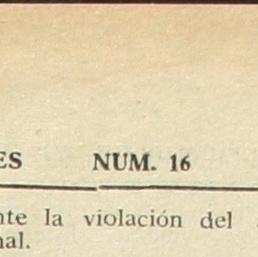 ES NUM. 16
nte la violación del
nal.